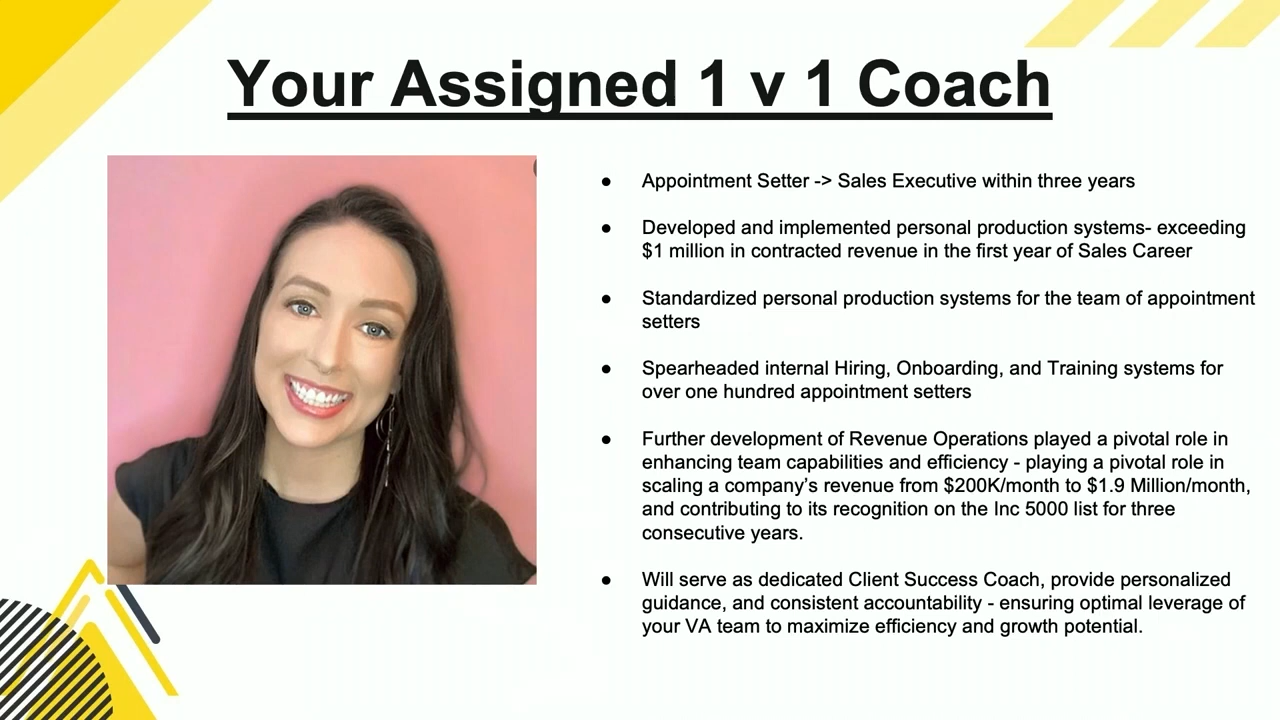 Your Assigned 1 v 1 Coach
● Appointment Setter -> Sales Executive within three years
● Developed and implemented personal production systems- exceeding
$1 million in contracted revenue in the first year of Sales Career
● Standardized personal production systems for the team of appointment
setters
● Spearheaded internal Hiring, Onboarding, and Training systems for
over one hundred appointment setters
● Further development of Revenue Operations played a pivotal role in
enhancing team capabilities and efficiency - playing a pivotal role in
scaling a company’s revenue from $200K/month to $1.9 Million/month,
and contributing to its recognition on the Inc 5000 list for three
consecutive years.
● Will serve as dedicated Client Success Coach, provide personalized
guidance, and consistent accountability - ensuring optimal leverage of
your VA team to maximize efficiency and growth potential.